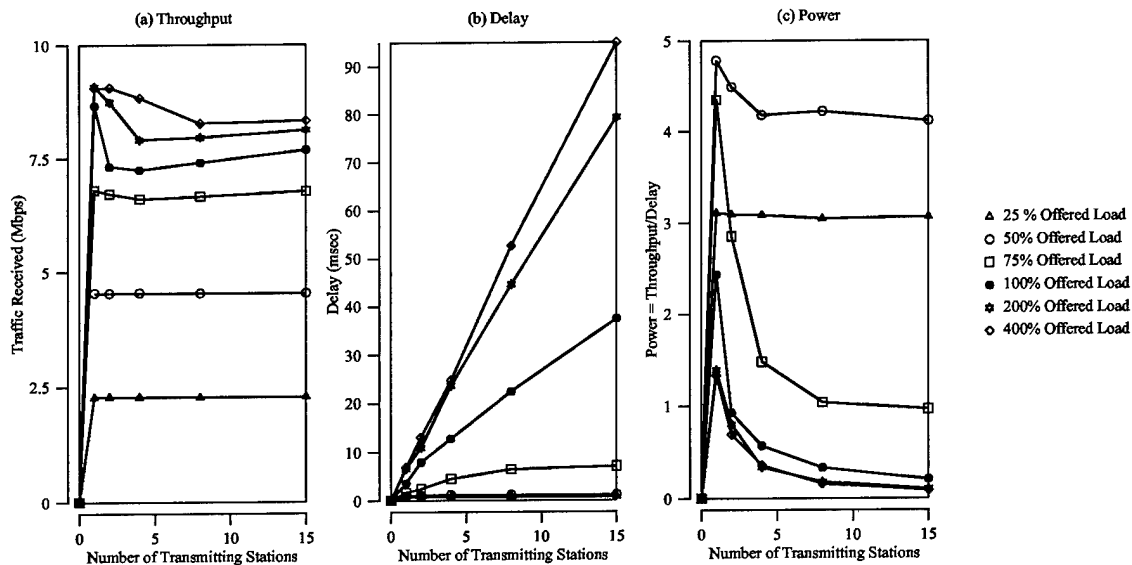 (a) Throughput
Traffic Received (Mbps)
10
7.5
5
2.5
0
0 5 10 15
Number of Transmitting Stations
(b) Delay
Delay (msec)
90
80
70
60
50
40
30
20
10
0
0 5 10 15
Number of Transmitting Stations
(c) Power
Power = Throughput/Delay
5
4
3
2
1
0
0 5 10 15
Number of Transmitting Stations
25 % Offered Load
50% Offered Load
75% Offered Load
100% Offered Load
200% Offered Load
400% Offered Load